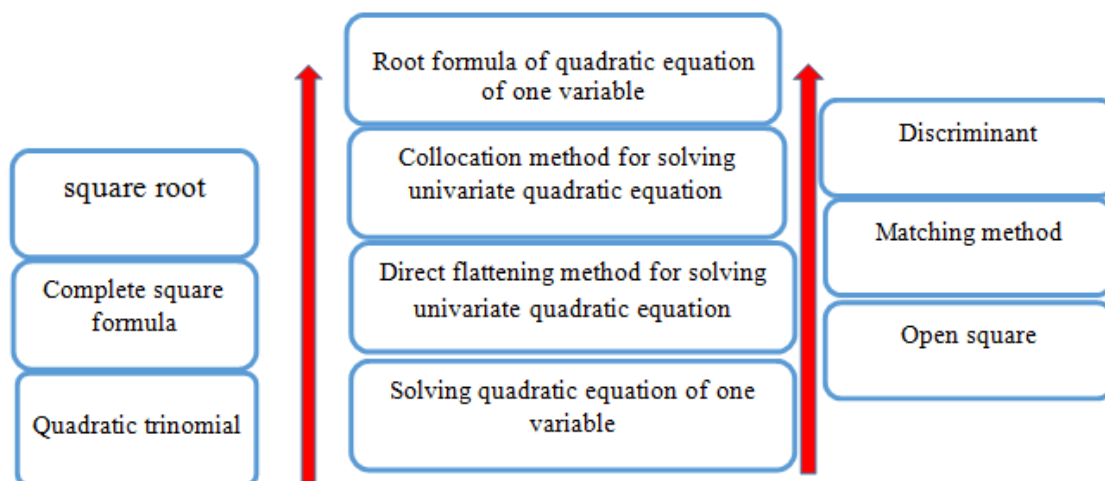 square root
Complete square
formula
Quadratic trinomial
Root formula of quadratic equation
of one variable
Collocation method for solving
univariate quadratic equation
Direct flattening method for solving
univariate quadratic equation
Solving quadratic equation of one
variable
Discriminant
Matching method
Open square